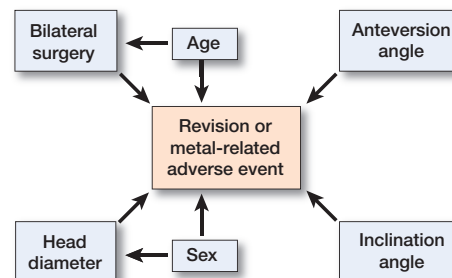 Bilateral
surgery
Age
Anteversion
angle
Revision or
metal-related
adverse event
Head
diameter
Sex
Inclination
angle